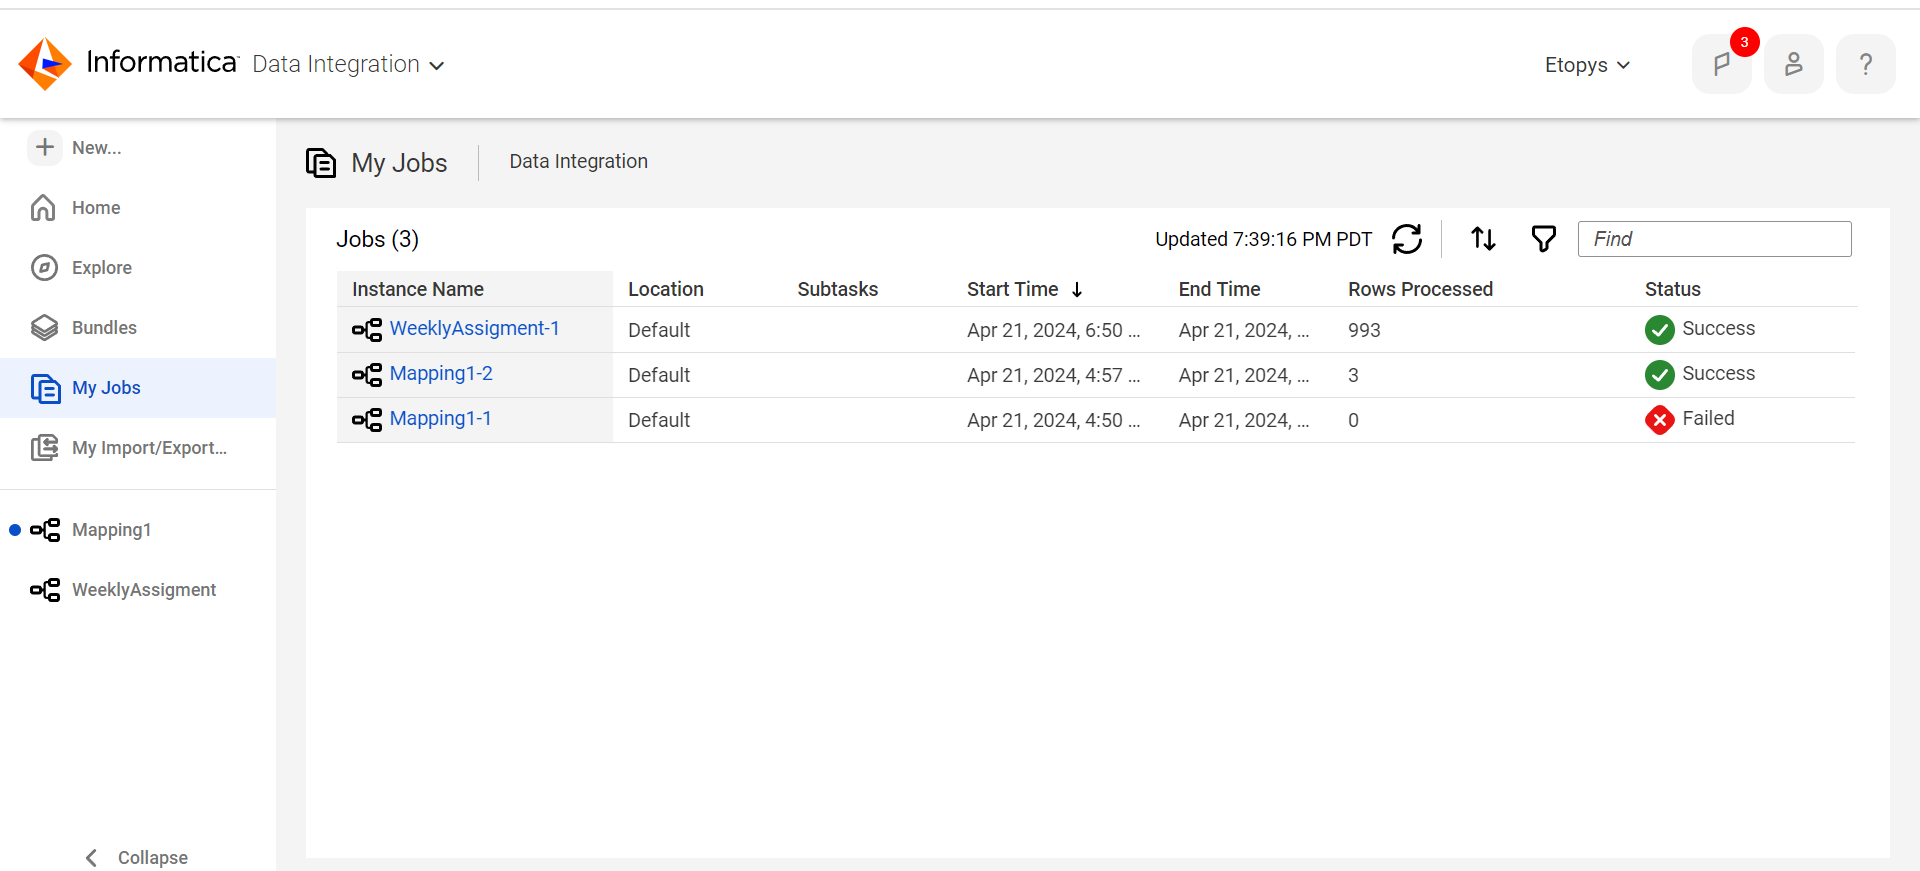 Informatica Data Integration
Etopys
3
?
New...
Home
Explore
Bundles
My Jobs
My Import/Export...
Mapping1
WeeklyAssigment
Collapse
My Jobs Data Integration
Jobs (3) Updated 7:39:16 PM PDT Find
Instance Name Location Subtasks Start Time ↓ End Time Rows Processed Status
WeeklyAssigment-1 Default Apr 21, 2024, 6:50 ... Apr 21, 2024, ... 993 Success
Mapping1-2 Default Apr 21, 2024, 4:57 ... Apr 21, 2024, ... 3 Success
Mapping1-1 Default Apr 21, 2024, 4:50 ... Apr 21, 2024, ... 0 Failed